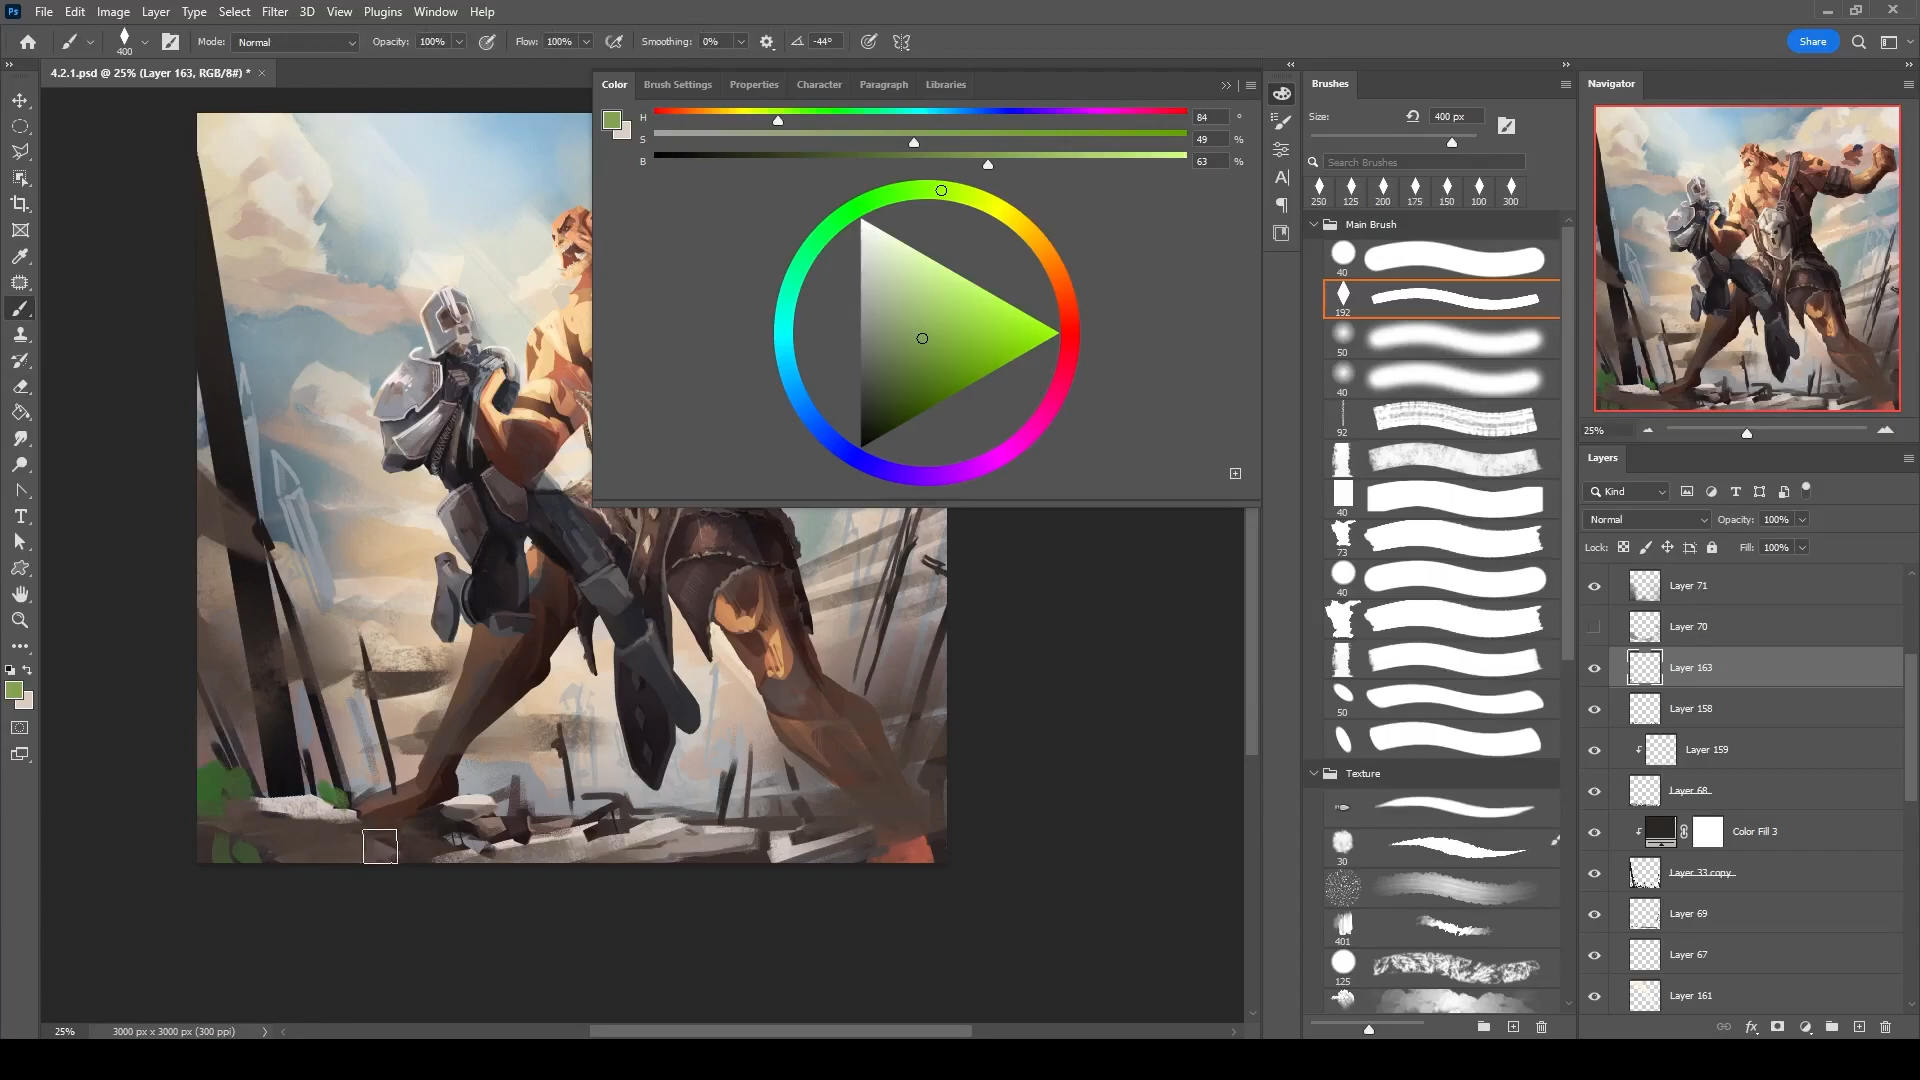 Ps File Edit Image Layer Type Select Filter 3D View Plugins Window Help
400 Mode: Normal Opacity: 100% Flow: 100% Smoothing: 0% -44° Share
4.2.1.psd @ 25% (Layer 163, RGB/8#) *
Color Brush Settings Properties Character Paragraph Libraries
H 84 °
S 49 %
B 63 %
Brushes
Size: 400 px
Search Brushes
250 125 200 175 150 100 300
Main Brush
40
192
50
40
92
40
73
40
50
Texture
30
401
125
Navigator
25%
Layers
Kind
Normal Opacity: 100%
Lock: Fill: 100%
Layer 71
Layer 70
Layer 163
Layer 158
Layer 159
Layer 68
Color Fill 3
Layer 33 copy
Layer 69
Layer 67
Layer 161
25% 3000 px x 3000 px (300 ppi)